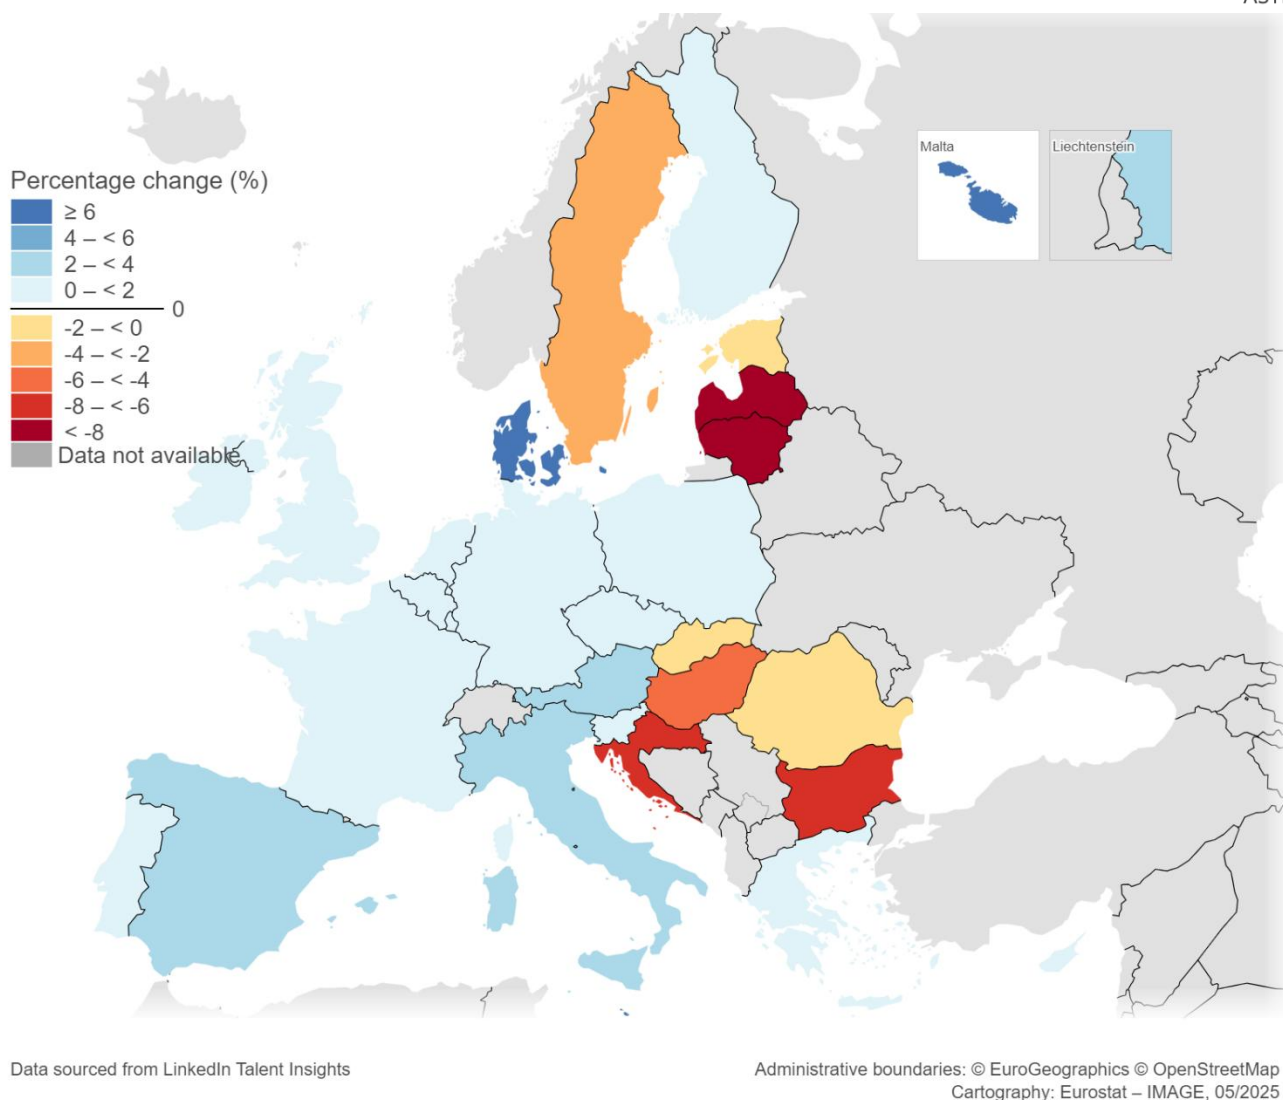 Malta
Liechtenstein
Percentage change (%)
≥ 6
4 – < 6
2 – < 4
0 – < 2
0
-2 – < 0
-4 – < -2
-6 – < -4
-8 – < -6
< -8
Data not available
Data sourced from LinkedIn Talent Insights
Administrative boundaries: © EuroGeographics © OpenStreetMap
Cartography: Eurostat – IMAGE, 05/2025